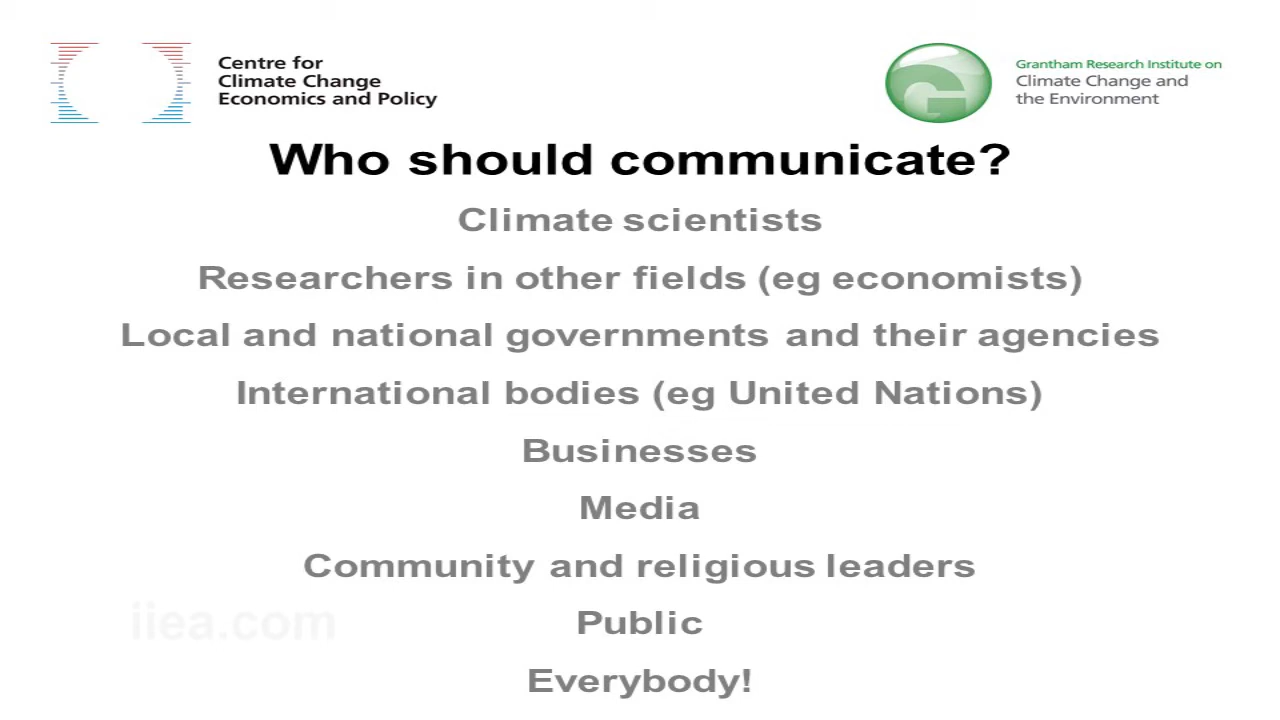 Centre for
Climate Change
Economics and Policy
Grantham Research Institute on
Climate Change and
the Environment
Who should communicate?
Climate scientists
Researchers in other fields (eg economists)
Local and national governments and their agencies
International bodies (eg United Nations)
Businesses
Media
Community and religious leaders
iiea.com
Public
Everybody!